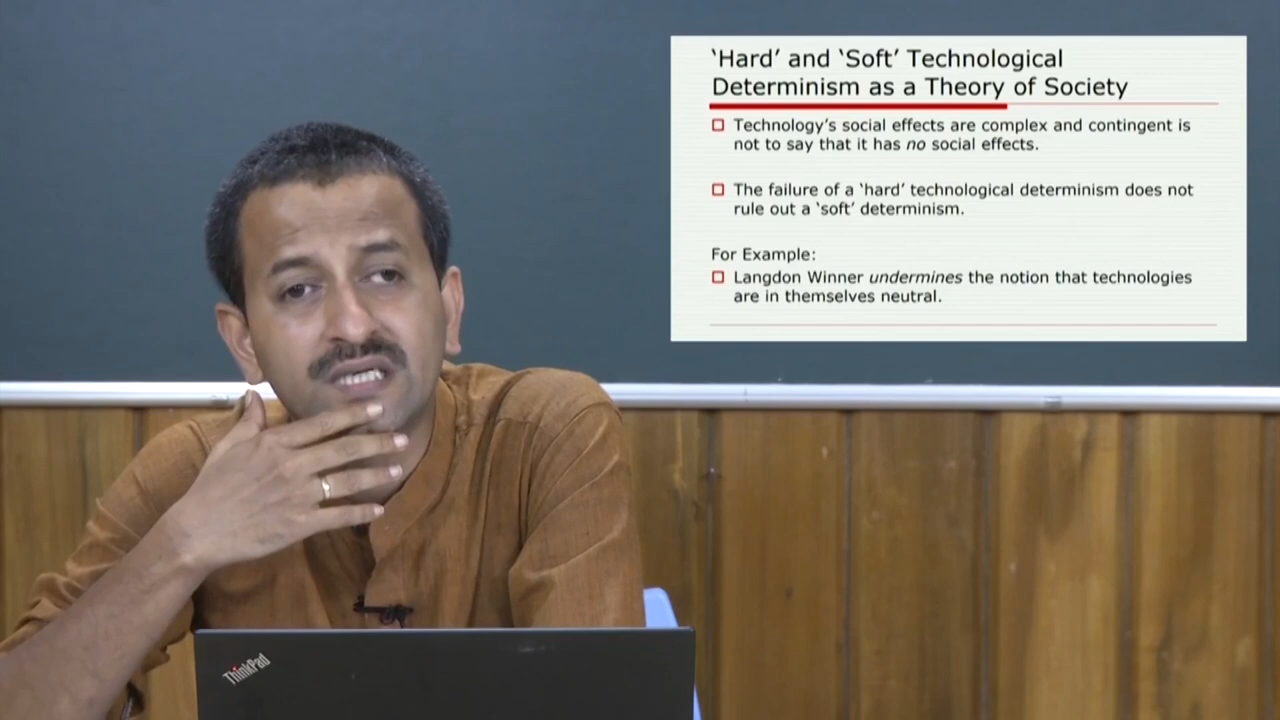 ‘Hard’ and ‘Soft’ Technological
Determinism as a Theory of Society
Technology’s social effects are complex and contingent is
not to say that it has no social effects.
The failure of a ‘hard’ technological determinism does not
rule out a ‘soft’ determinism.
For Example:
Langdon Winner undermines the notion that technologies
are in themselves neutral.
ThinkPad